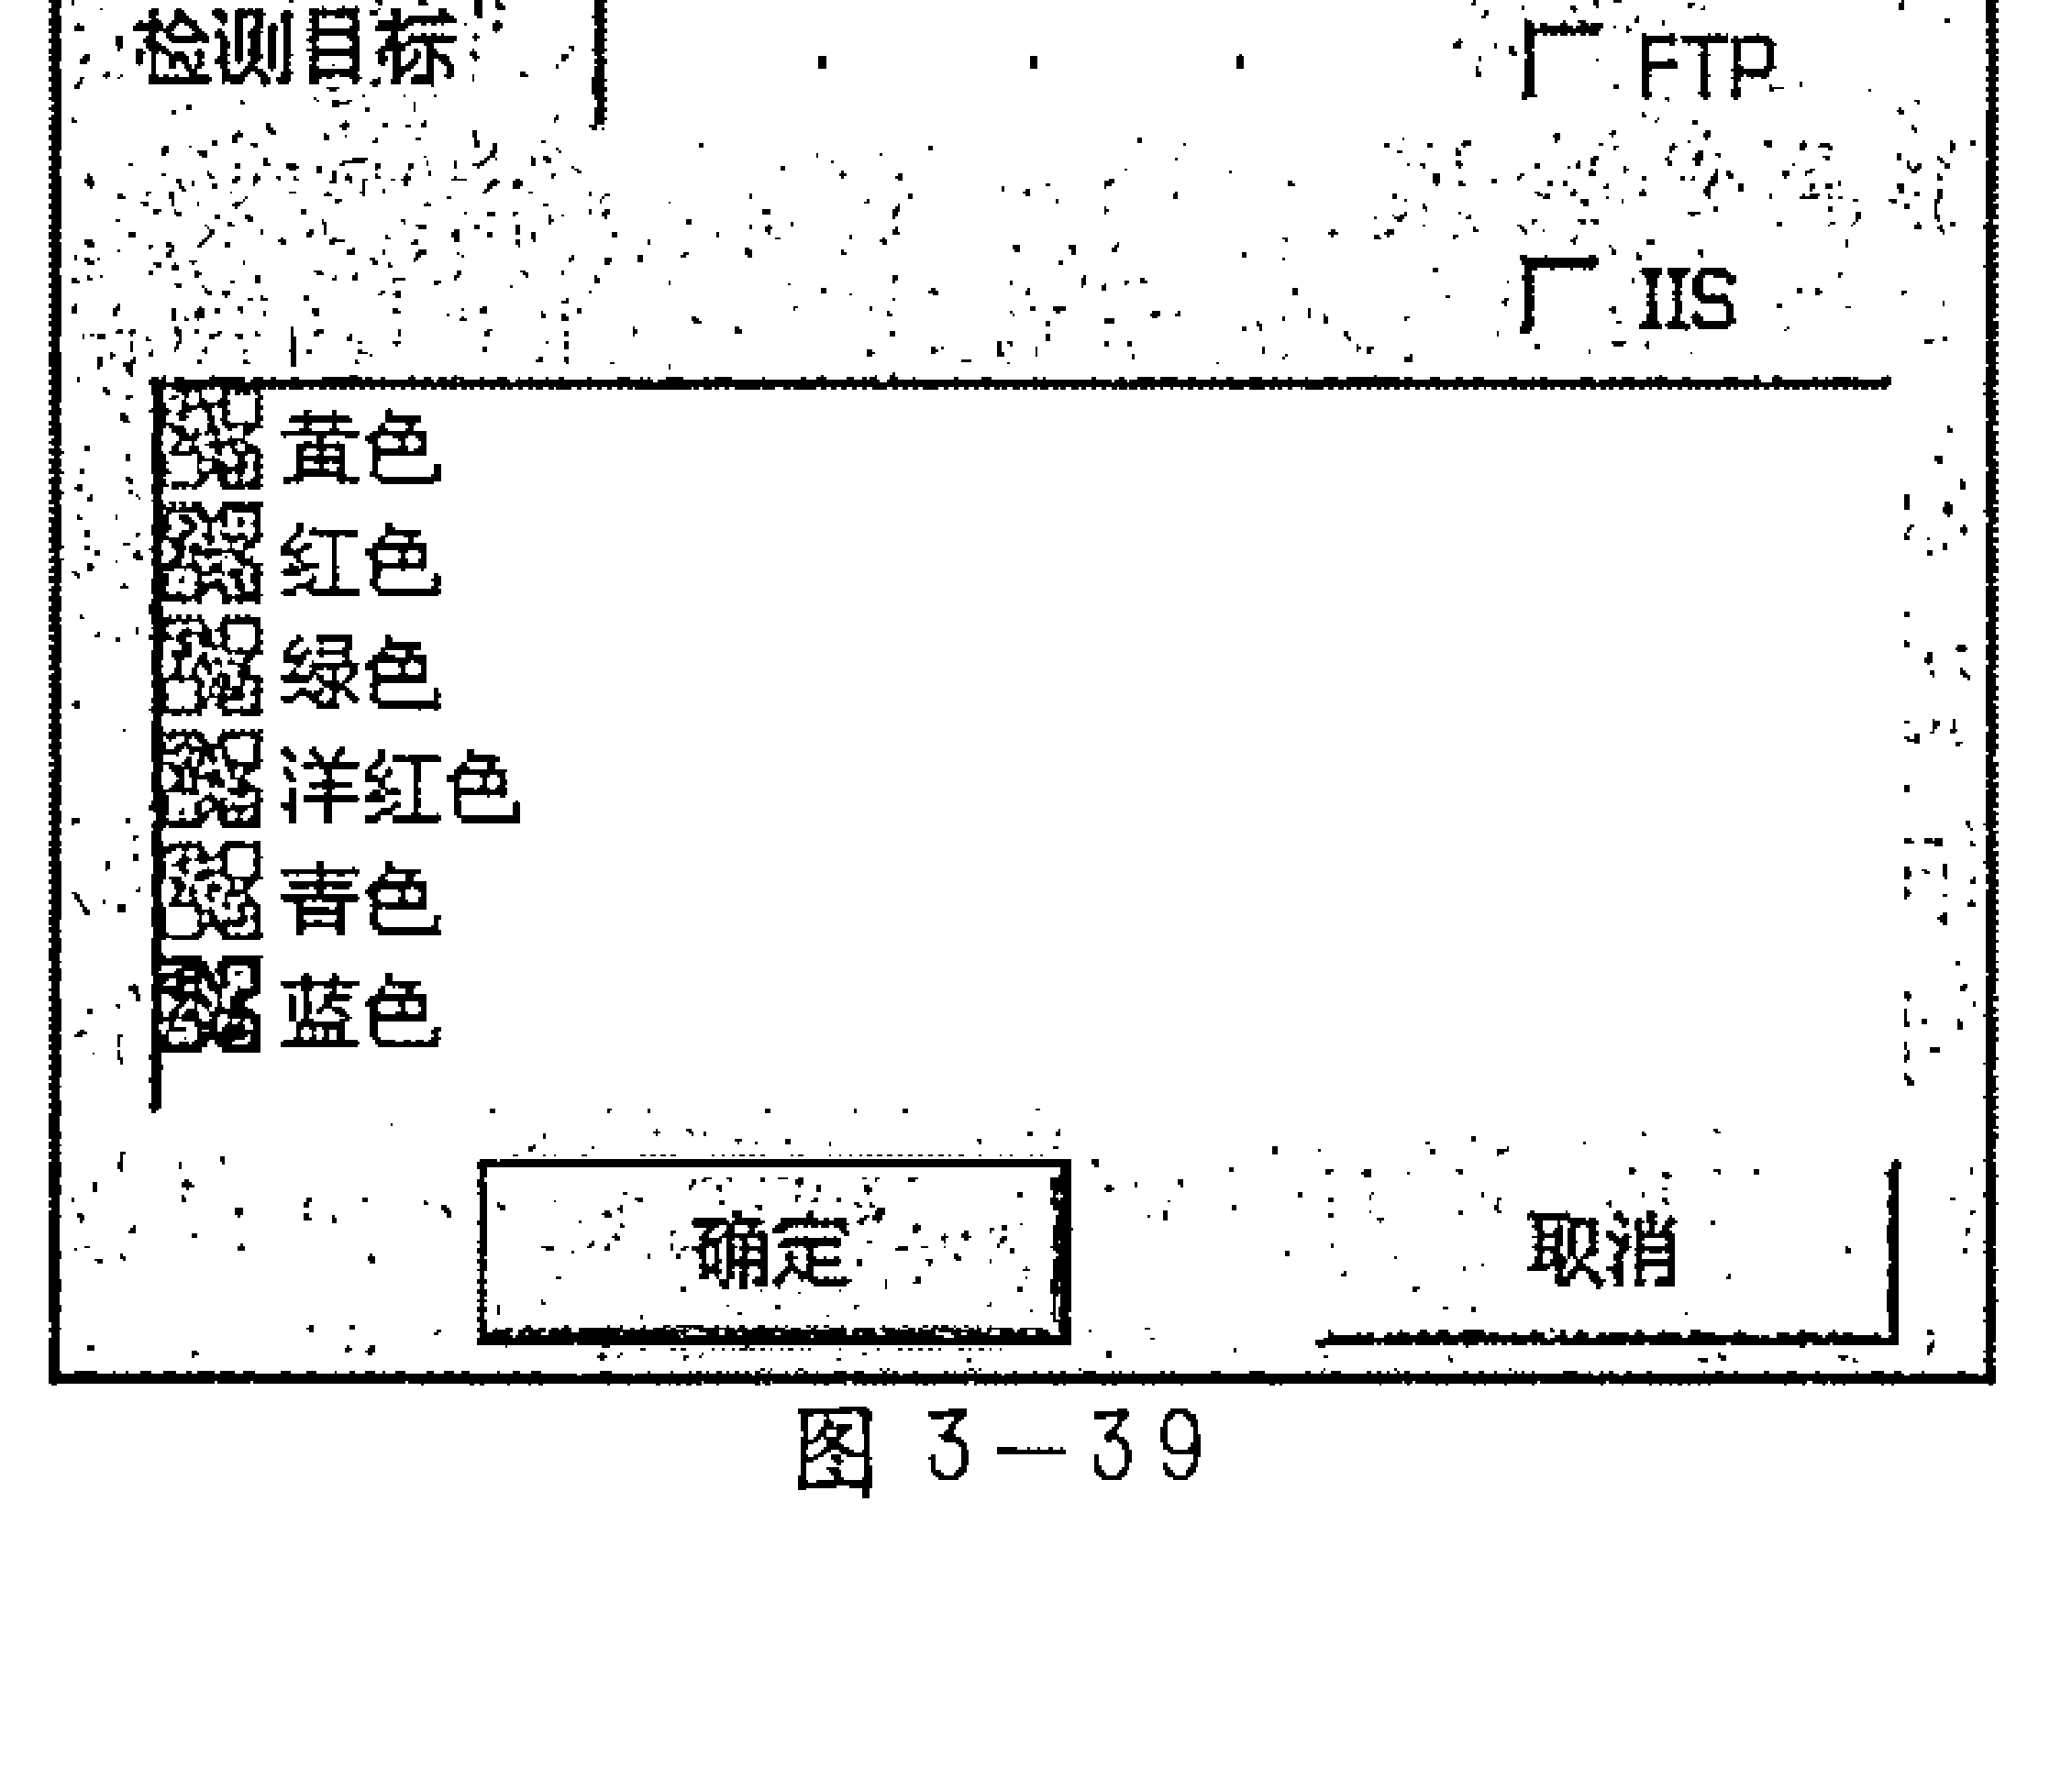 检测目标 . . . FTP
IIS
黄色
红色
绿色
洋红色
青色
蓝色
确定 取消
图 3-39